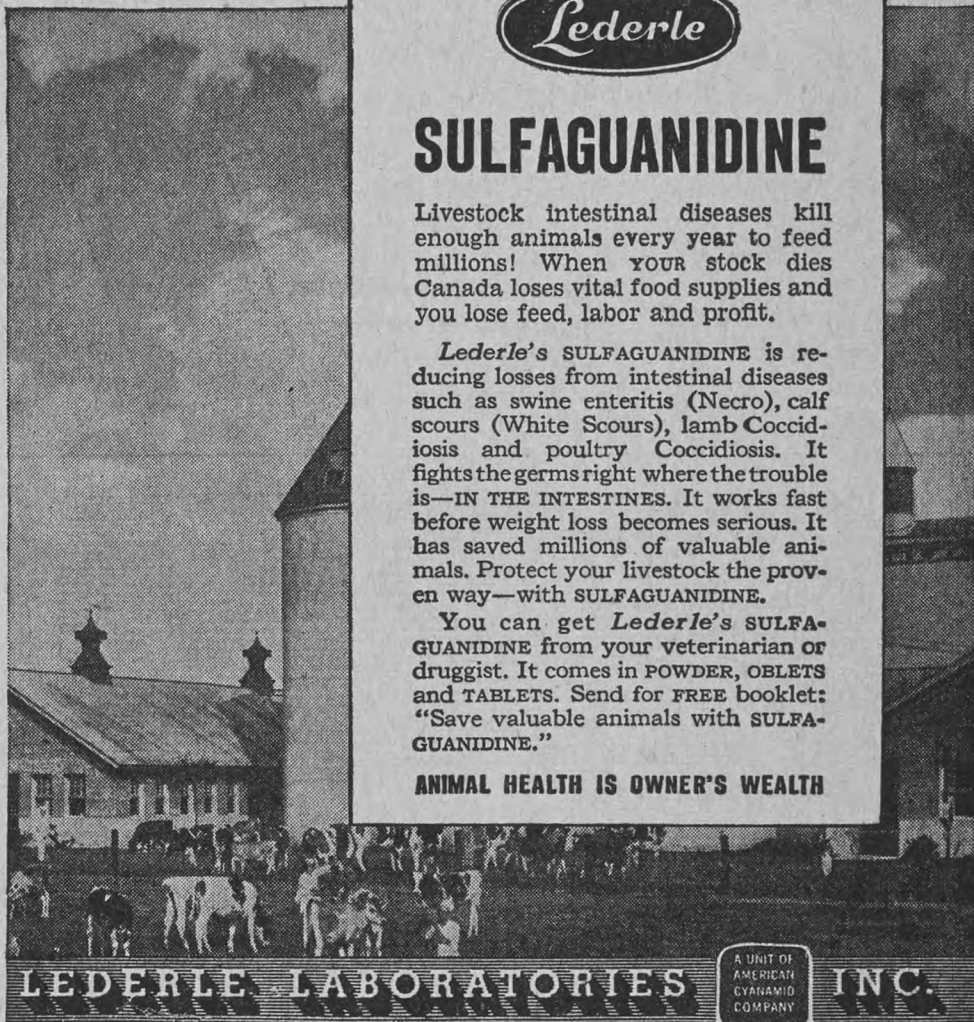 Lederle
SULFAGUANIDINE
Livestock intestinal diseases kill
enough animals every year to feed
millions! When YOUR stock dies
Canada loses vital food supplies and
you lose feed, labor and profit.
Lederle's SULFAGUANIDINE is re-
ducing losses from intestinal diseases
such as swine enteritis (Necro), calf
scours (White Scours), lamb Coccid-
iosis and poultry Coccidiosis. It
fights the germs right where the trouble
is—IN THE INTESTINES. It works fast
before weight loss becomes serious. It
has saved millions of valuable ani-
mals. Protect your livestock the prov-
en way—with SULFAGUANIDINE.
You can get Lederle's SULFA-
GUANIDINE from your veterinarian or
druggist. It comes in POWDER, OBLETS
and TABLETS. Send for FREE booklet:
"Save valuable animals with SULFA-
GUANIDINE."
ANIMAL HEALTH IS OWNER'S WEALTH
LEDERLE LABORATORIES INC.
A UNIT OF
AMERICAN
CYANAMID
COMPANY